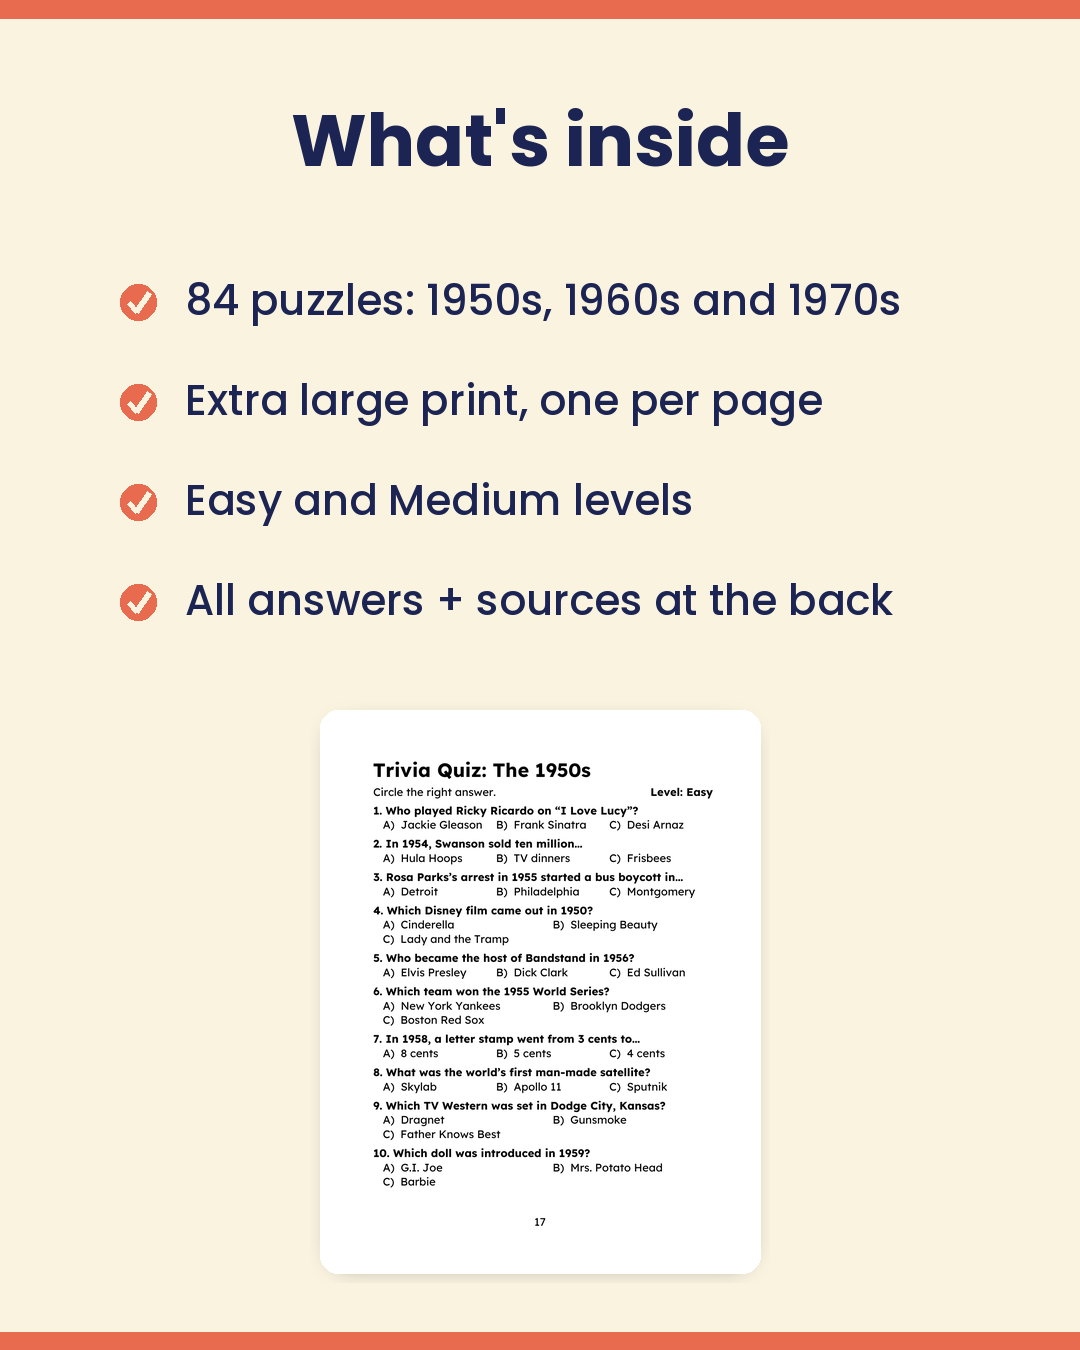 What's inside
84 puzzles: 1950s, 1960s and 1970s
Extra large print, one per page
Easy and Medium levels
All answers + sources at the back
Trivia Quiz: The 1950s
Circle the right answer. Level: Easy
1. Who played Ricky Ricardo on “I Love Lucy”?
A) Jackie Gleason B) Frank Sinatra C) Desi Arnaz
2. In 1954, Swanson sold ten million...
A) Hula Hoops B) TV dinners C) Frisbees
3. Rosa Parks’s arrest in 1955 started a bus boycott in...
A) Detroit B) Philadelphia C) Montgomery
4. Which Disney film came out in 1950?
A) Cinderella B) Sleeping Beauty
C) Lady and the Tramp
5. Who became the host of Bandstand in 1956?
A) Elvis Presley B) Dick Clark C) Ed Sullivan
6. Which team won the 1955 World Series?
A) New York Yankees B) Brooklyn Dodgers
C) Boston Red Sox
7. In 1958, a letter stamp went from 3 cents to...
A) 8 cents B) 5 cents C) 4 cents
8. What was the world’s first man-made satellite?
A) Skylab B) Apollo 11 C) Sputnik
9. Which TV Western was set in Dodge City, Kansas?
A) Dragnet B) Gunsmoke
C) Father Knows Best
10. Which doll was introduced in 1959?
A) G.I. Joe B) Mrs. Potato Head
C) Barbie
17